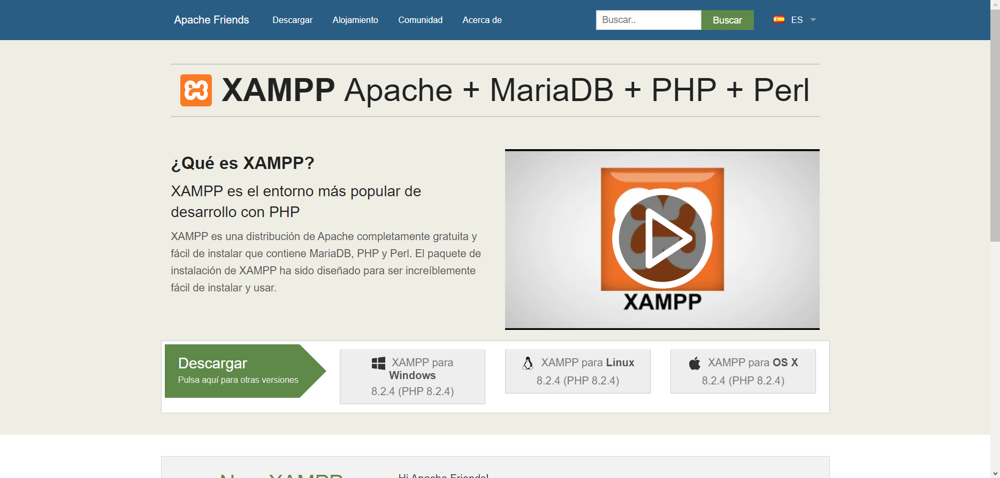 Apache Friends Descargar Alojamiento Comunidad Acerca de Buscar.. Buscar ES
XAMPP Apache + MariaDB + PHP + Perl
¿Qué es XAMPP?
XAMPP es el entorno más popular de
desarrollo con PHP
XAMPP es una distribución de Apache completamente gratuita y
fácil de instalar que contiene MariaDB, PHP y Perl. El paquete de
instalación de XAMPP ha sido diseñado para ser increíblemente
fácil de instalar y usar.
XAMPP
Descargar
Pulsa aquí para otras versiones
XAMPP para
Windows
8.2.4 (PHP 8.2.4)
XAMPP para Linux
8.2.4 (PHP 8.2.4)
XAMPP para OS X
8.2.4 (PHP 8.2.4)
New XAMPP
Hi Apache Friends!